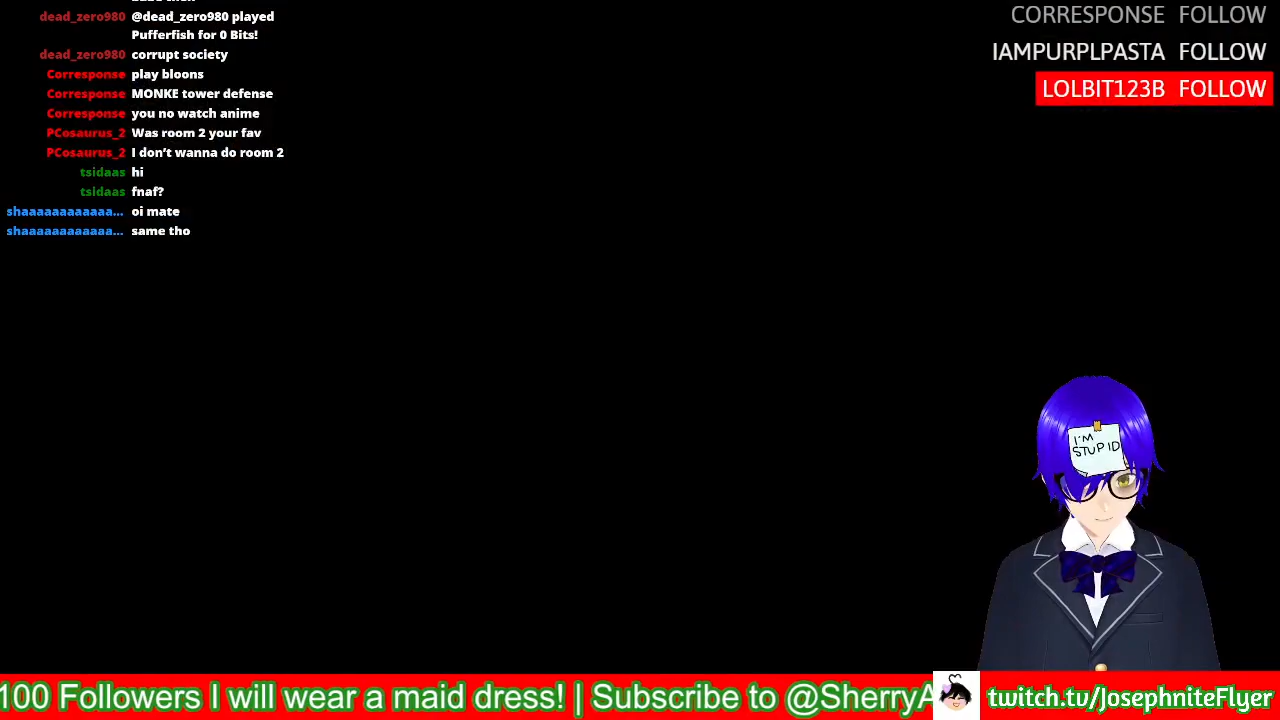 dead_zero980 @dead_zero980 played
Pufferfish for 0 Bits!
dead_zero980 corrupt society
Corresponse play bloons
Corresponse MONKE tower defense
Corresponse you no watch anime
PCosaurus_2 Was room 2 your fav
PCosaurus_2 I don't wanna do room 2
tsidaas hi
tsidaas fnaf?
shaaaaaaaaaaaa... oi mate
shaaaaaaaaaaaa... same tho
CORRESPONSE FOLLOW
IAMPURPLPASTA FOLLOW
LOLBIT123B FOLLOW
I'M
STUPID
100 Followers I will wear a maid dress! | Subscribe to @SherryA
twitch.tv/JosephniteFlyer